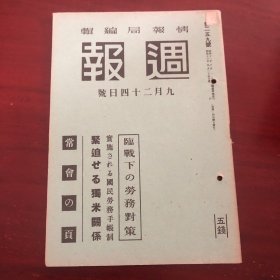 情報局編輯
週報
九月二十四日號
臨戰下の勞務對策
實施される國民勞務手帳制
緊迫せる獨米關係
常會の頁
五錢